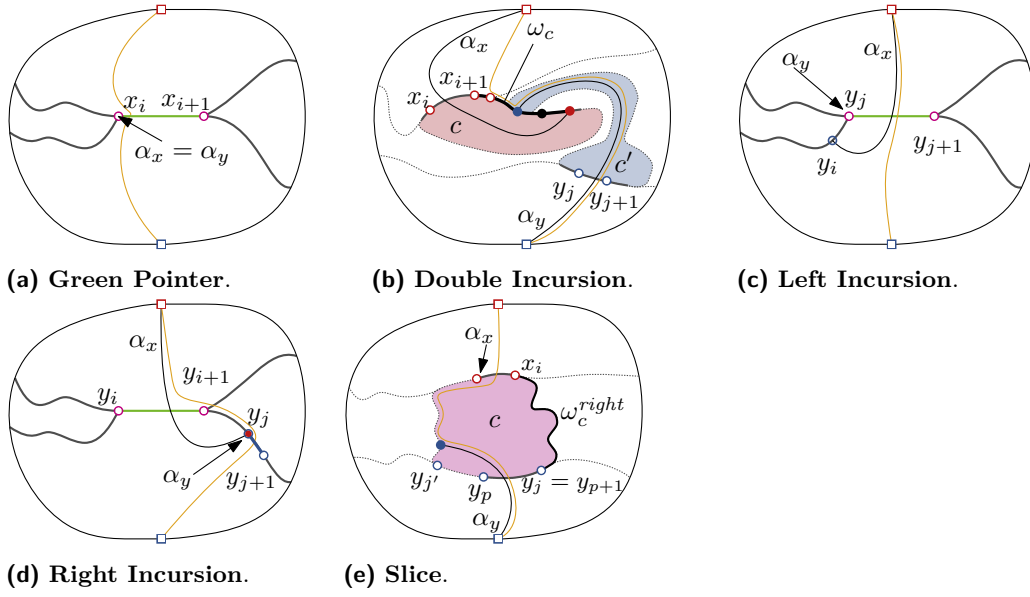 x_i x_{i+1}
α_x = α_y
(a) Green Pointer.
α_x ω_c
x_{i+1}
x_i
c
c′
y_j y_{j+1}
α_y
(b) Double Incursion.
α_x
α_y
y_j
y_i y_{j+1}
(c) Left Incursion.
α_x
y_{i+1}
y_i
y_j
α_y y_{j+1}
(d) Right Incursion.
α_x x_i
c ω_c^{right}
y_{j′} y_p y_j = y_{p+1}
α_y
(e) Slice.